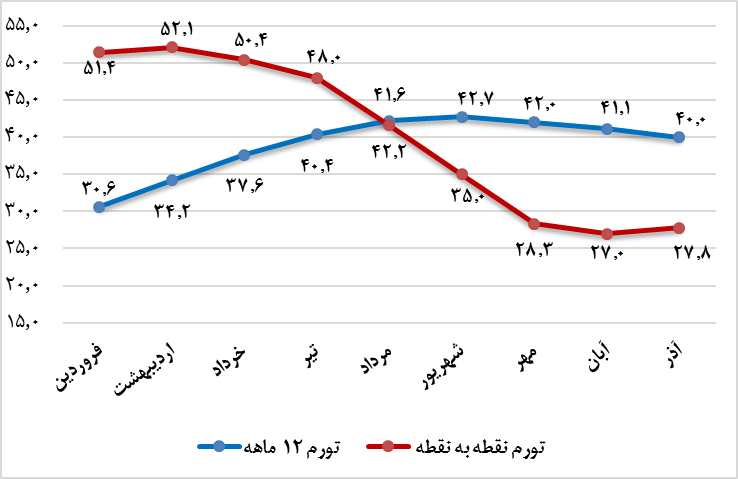 ۵۵,۰
۵۰,۰
۴۵,۰
۴۰,۰
۳۵,۰
۳۰,۰
۲۵,۰
۲۰,۰
۱۵,۰
۵۱,۴
۵۲,۱
۵۰,۴
۴۸,۰
۴۱,۶
۴۲,۷
۴۲,۰
۴۱,۱
۴۰,۰
۳۰,۶
۳۴,۲
۳۷,۶
۴۰,۴
۴۲,۲
۳۵,۰
۲۸,۳
۲۷,۰
۲۷,۸
فروردین
اردیبهشت
خرداد
تیر
مرداد
شهریور
مهر
آبان
آذر
تورم ۱۲ ماهه
تورم نقطه به نقطه